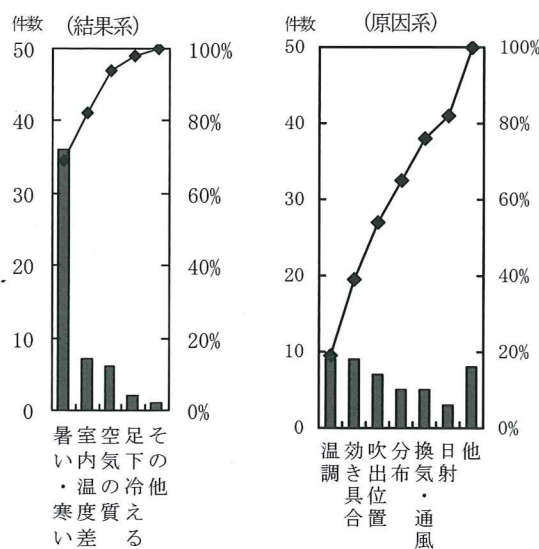 件数 (結果系)
50
40
30
20
10
0
100%
80%
60%
40%
20%
0%
暑い・寒い
室内温度差
空気の質
足下冷える
その他
件数 (原因系)
50
40
30
20
10
0
100%
80%
60%
40%
20%
0%
温調
効き具合
吹出位置
分布
換気・通風
日射
他